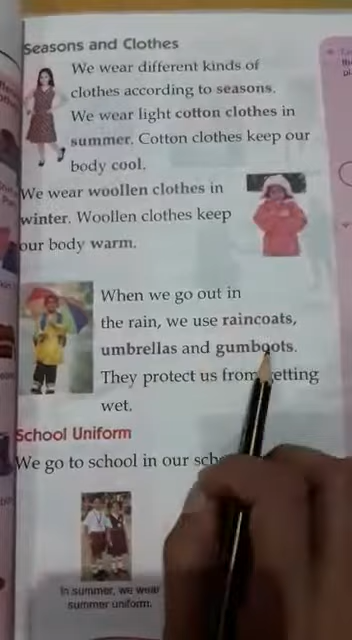 Seasons and Clothes
We wear different kinds of
clothes according to seasons.
We wear light cotton clothes in
summer. Cotton clothes keep our
body cool.
We wear woollen clothes in
winter. Woollen clothes keep
our body warm.
When we go out in
the rain, we use raincoats,
umbrellas and gumboots.
They protect us from etting
wet.
School Uniform
We go to school in our sch
In summer, we wear
summer uniform.